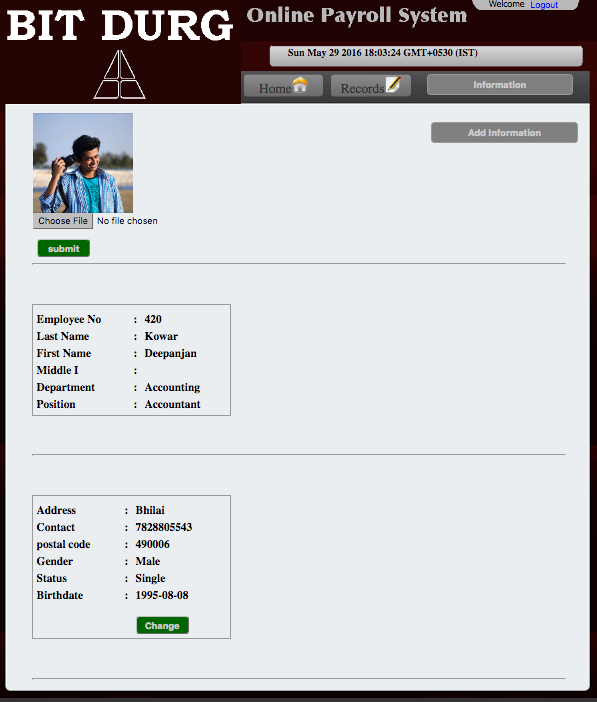 BIT DURG
Online Payroll System
Welcome Logout
Sun May 29 2016 18:03:24 GMT+0530 (IST)
Home Records Information
Add Information
Choose File No file chosen
submit
Employee No : 420
Last Name : Kowar
First Name : Deepanjan
Middle I :
Department : Accounting
Position : Accountant
Address : Bhilai
Contact : 7828805543
postal code : 490006
Gender : Male
Status : Single
Birthdate : 1995-08-08
Change